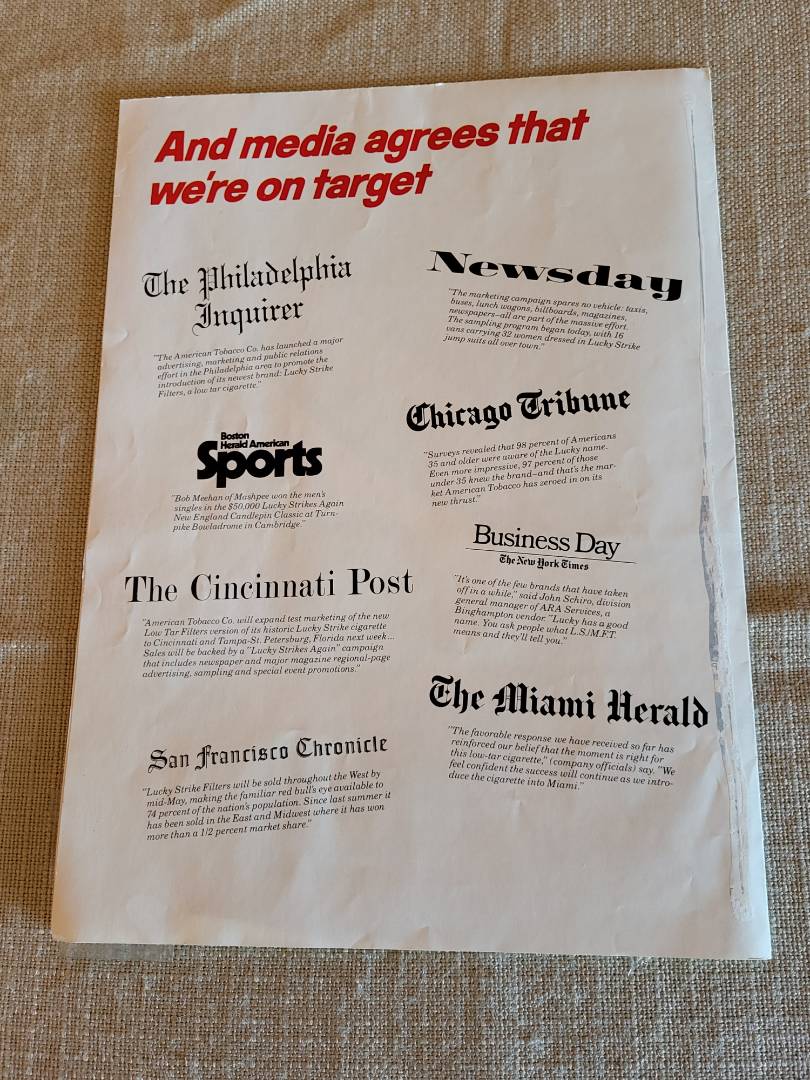 And media agrees that
we're on target
The Philadelphia
Inquirer
"The American Tobacco Co. has launched a major
advertising, marketing and public relations
effort in the Philadelphia area to promote the
introduction of its newest brand: Lucky Strike
Filters, a low tar cigarette."
Boston
Herald American
Sports
"Bob Meehan of Mashpee won the men's
singles in the $50,000 Lucky Strikes Again
New England Candlepin Classic at Turn-
pike Bowladrome in Cambridge."
The Cincinnati Post
"American Tobacco Co. will expand test marketing of the new
Low Tar Filters version of its historic Lucky Strike cigarette
to Cincinnati and Tampa-St. Petersburg, Florida next week...
Sales will be backed by a "Lucky Strikes Again" campaign
that includes newspaper and major magazine regional-page
advertising, sampling and special event promotions."
San Francisco Chronicle
"Lucky Strike Filters will be sold throughout the West by
mid-May, making the familiar red bull's eye available to
74 percent of the nation's population. Since last summer it
has been sold in the East and Midwest where it has won
more than a 1/2 percent market share."
Newsday
"The marketing campaign spares no vehicle: taxis,
buses, lunch wagons, billboards, magazines,
newspapers–all are part of the massive effort.
The sampling program began today, with 16
vans carrying 32 women dressed in Lucky Strike
jump suits all over town."
Chicago Tribune
"Surveys revealed that 98 percent of Americans
35 and older were aware of the Lucky name.
Even more impressive, 97 percent of those
under 35 knew the brand–and that's the mar-
ket American Tobacco has zeroed in on its
new thrust."
Business Day
The New York Times
"It's one of the few brands that have taken
off in a while," said John Schiro, division
general manager of ARA Services, a
Binghampton vendor. "Lucky has a good
name. You ask people what L.S./M.F.T.
means and they'll tell you."
The Miami Herald
"The favorable response we have received so far has
reinforced our belief that the moment is right for
this low-tar cigarette," (company officials) say. "We
feel confident the success will continue as we intro-
duce the cigarette into Miami."